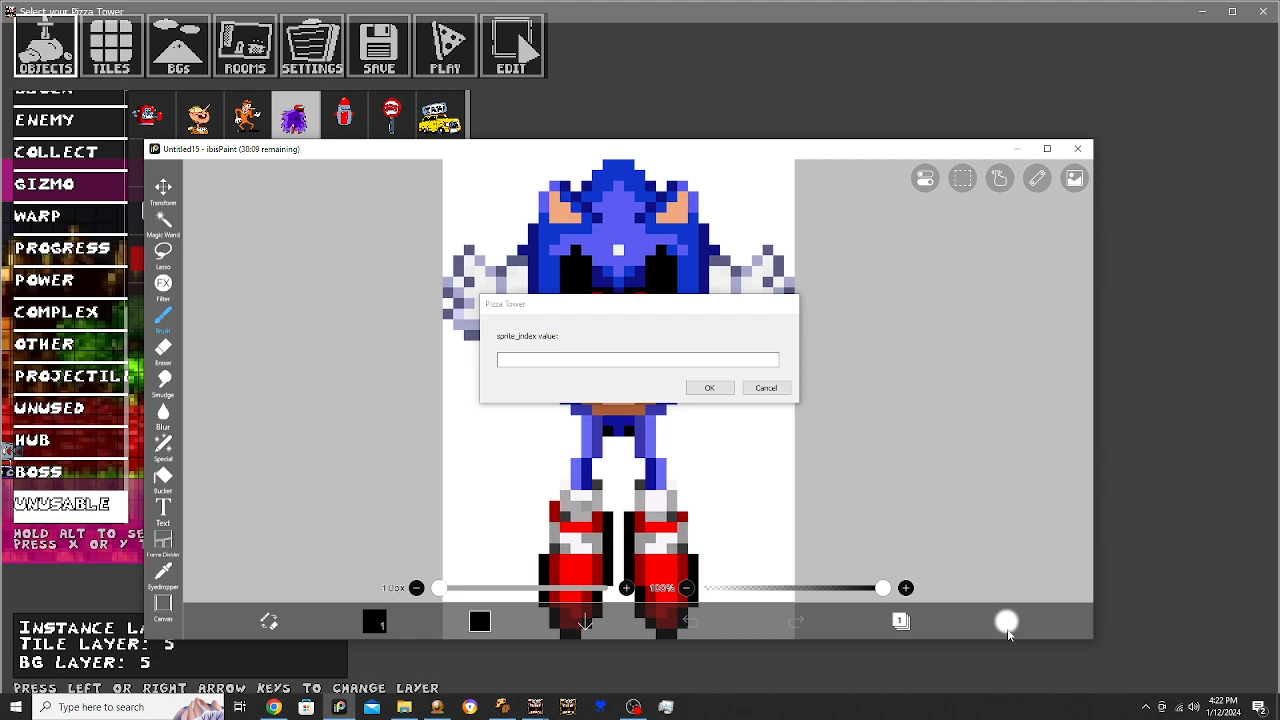 Select your Pizza Tower
OBJECTS TILES BGs ROOMS SETTINGS SAVE PLAY EDIT
ENEMY
COLLECT
GIZMO
WARP
PROGRESS
POWER
COMPLEX
OTHER
PROJECTIL
UNUSED
HUB
BOSS
UNUSABLE
HOLD ALT TO SE
PRESS X OR Y
Untitled15 - ibisPaint (38:09 remaining)
Transform
Magic Wand
Lasso
FX
Filter
Brush
Eraser
Smudge
Blur
Special
Bucket
T
Text
Frame Divider
Eyedropper
Canvas
Pizza Tower
sprite_index value:
OK Cancel
1.0px 100%
1 1
INSTANCE LA
TILE LAYER: 5
BG LAYER: 5
PRESS LEFT OR RIGHT ARROW KEYS TO CHANGE LAYER
Type here to search
4:22 PM
1/12/2024